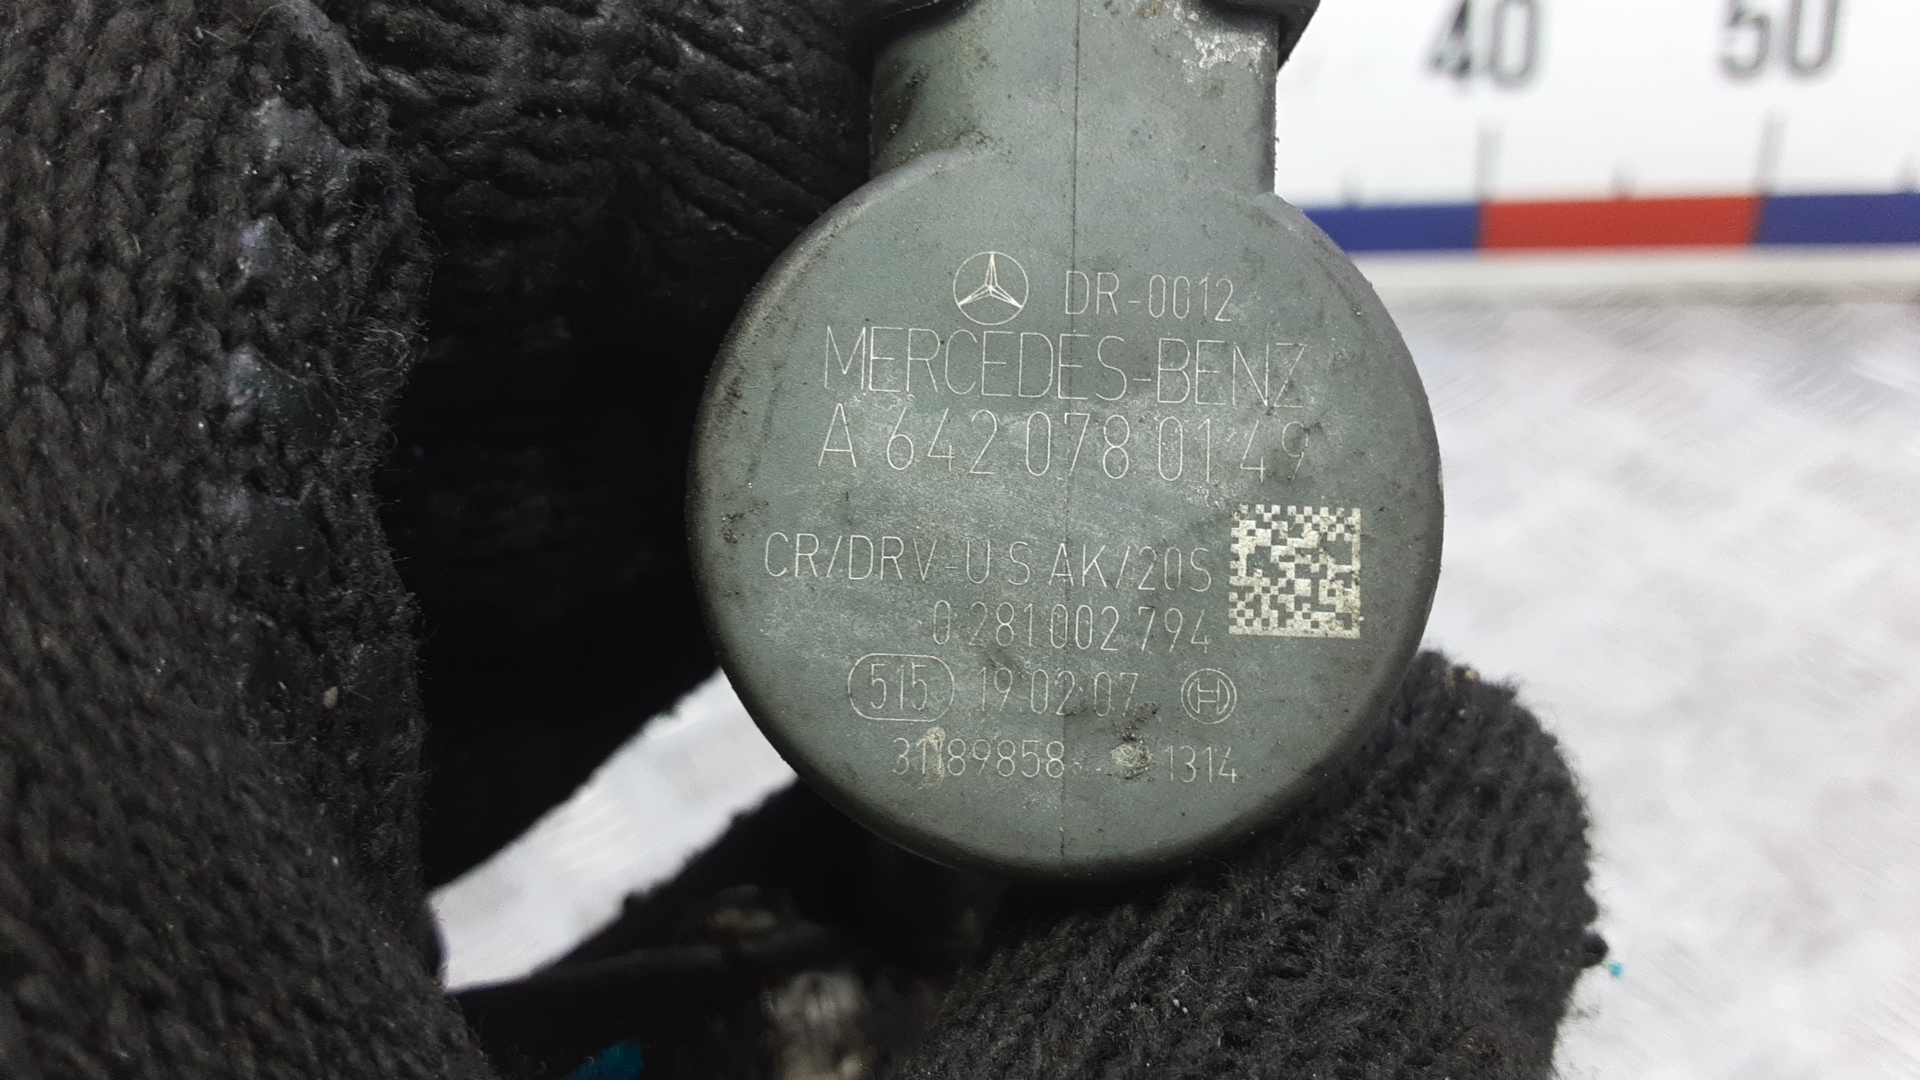 40 50
DR-0012
MERCEDES-BENZ
A 642 078 01 49
CR/DRV-USAK/20S
0 281 002 794
515 19.02.07 H
31189858 1314